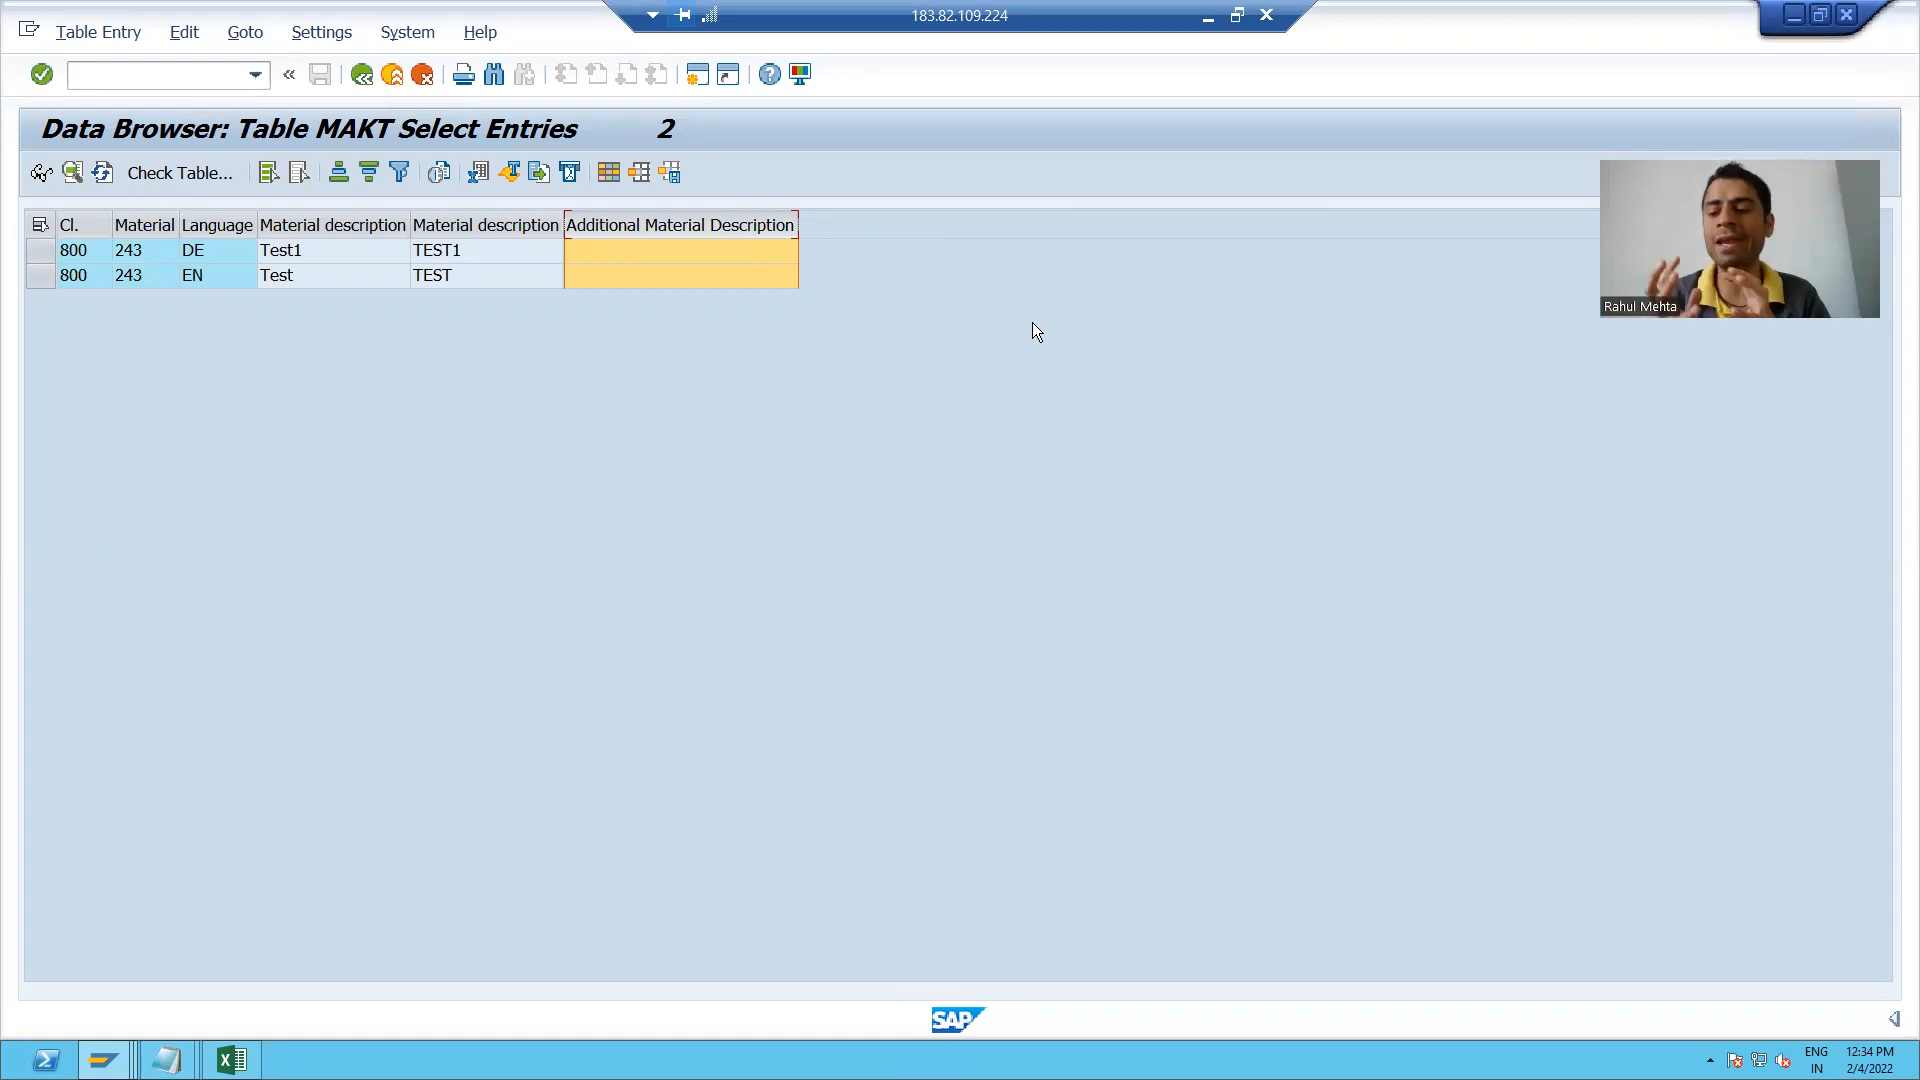 183.82.109.224
Table Entry Edit Goto Settings System Help
Data Browser: Table MAKT Select Entries 2
Check Table...
Cl. Material Language Material description Material description Additional Material Description
800 243 DE Test1 TEST1
800 243 EN Test TEST
Rahul Mehta
SAP
ENG 12:34 PM
IN 2/4/2022